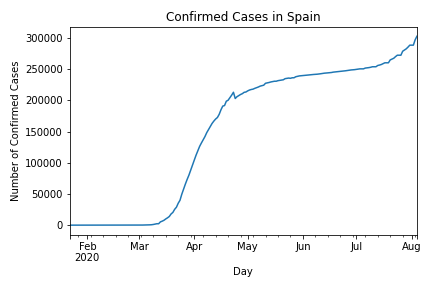 Confirmed Cases in Spain
Number of Confirmed Cases
300000
250000
200000
150000
100000
50000
0
Feb Mar Apr May Jun Jul Aug
2020
Day